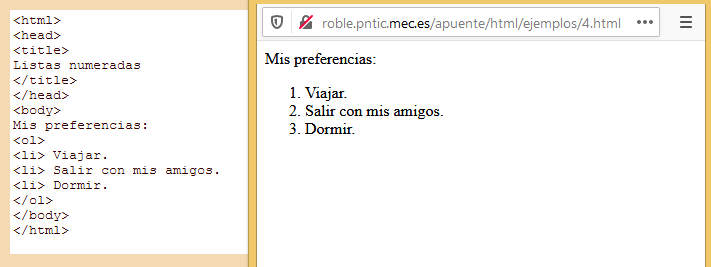 <html>
<head>
<title>
Listas numeradas
</title>
</head>
<body>
Mis preferencias:
<ol>
<li> Viajar.
<li> Salir con mis amigos.
<li> Dormir.
</ol>
</body>
</html>
roble.pntic.mec.es/apuente/html/ejemplos/4.html
Mis preferencias:
1. Viajar.
2. Salir con mis amigos.
3. Dormir.